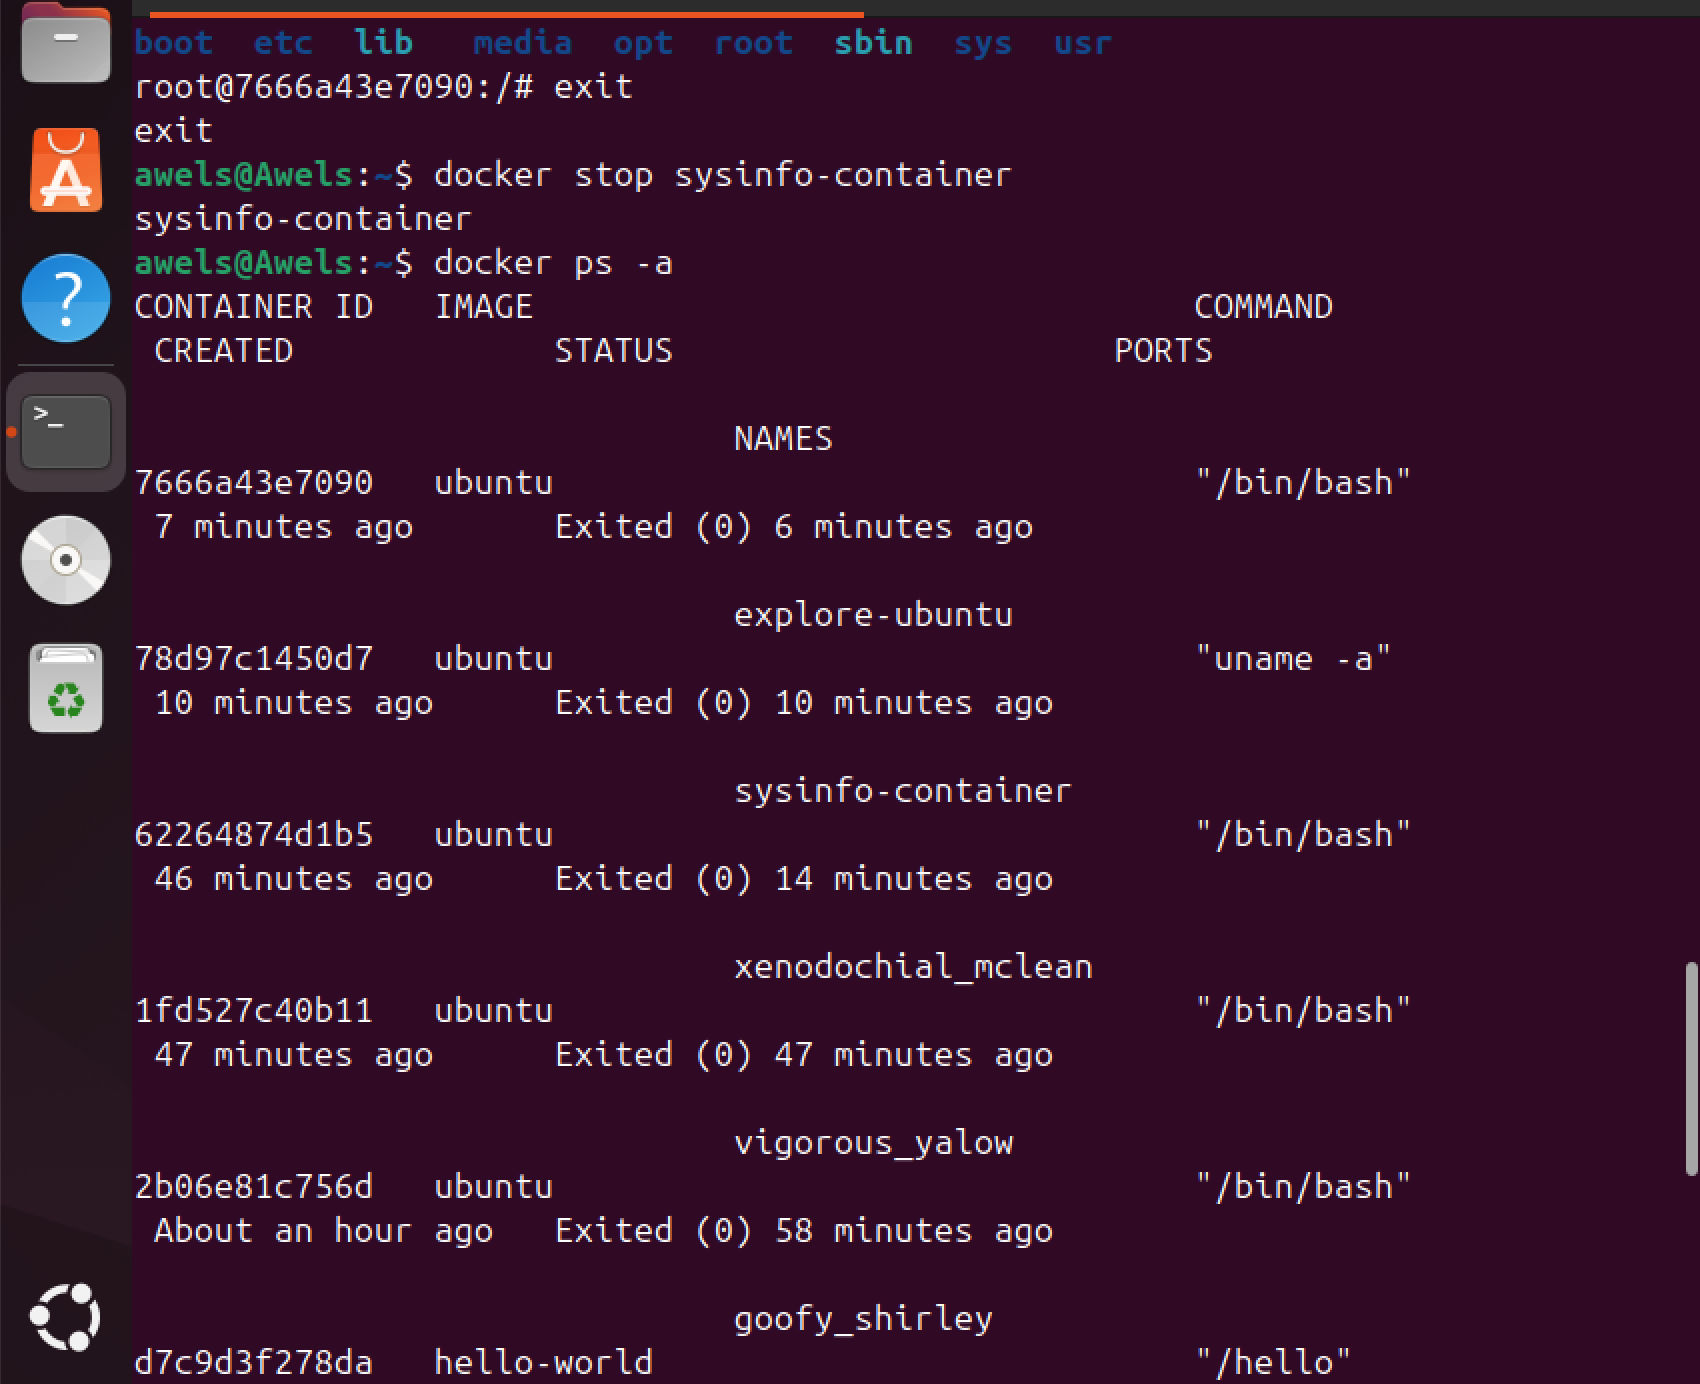 boot  etc  lib   media  opt  root  sbin  sys  usr
root@7666a43e7090:/# exit
exit
awels@Awels:~$ docker stop sysinfo-container
sysinfo-container
awels@Awels:~$ docker ps -a
CONTAINER ID   IMAGE                                 COMMAND
 CREATED             STATUS                      PORTS
                              NAMES
7666a43e7090   ubuntu                                "/bin/bash"
 7 minutes ago       Exited (0) 6 minutes ago
                              explore-ubuntu
78d97c1450d7   ubuntu                                "uname -a"
 10 minutes ago      Exited (0) 10 minutes ago
                              sysinfo-container
62264874d1b5   ubuntu                                "/bin/bash"
 46 minutes ago      Exited (0) 14 minutes ago
                              xenodochial_mclean
1fd527c40b11   ubuntu                                "/bin/bash"
 47 minutes ago      Exited (0) 47 minutes ago
                              vigorous_yalow
2b06e81c756d   ubuntu                                "/bin/bash"
 About an hour ago   Exited (0) 58 minutes ago
                              goofy_shirley
d7c9d3f278da   hello-world                           "/hello"